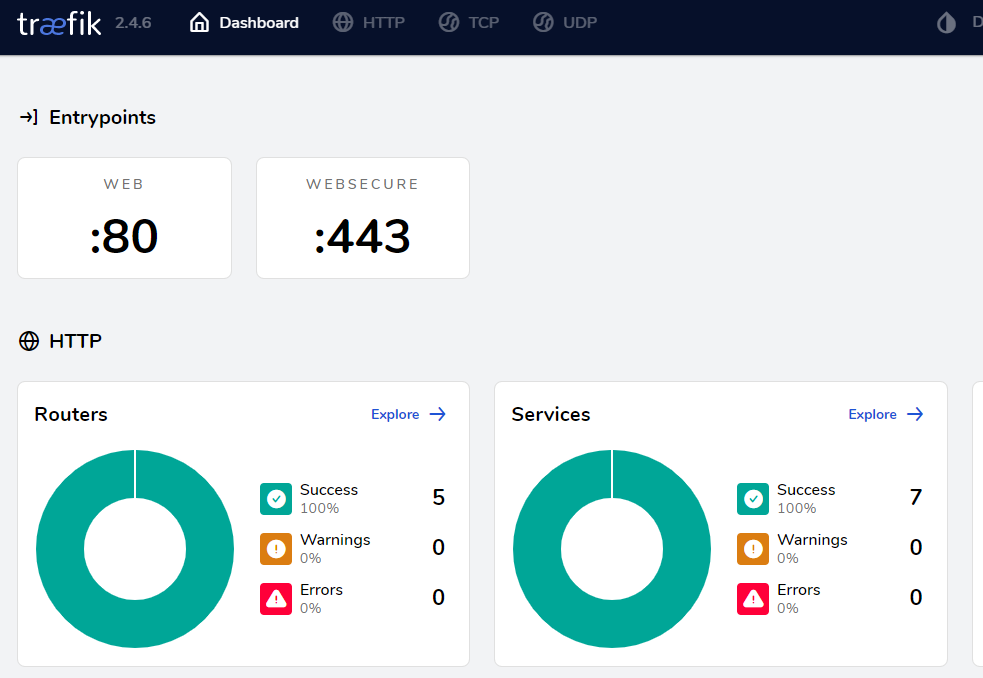 træfik 2.4.6 Dashboard HTTP TCP UDP D
Entrypoints
WEB
:80
WEBSECURE
:443
HTTP
Routers Explore
Success 5
100%
Warnings 0
0%
Errors 0
0%
Services Explore
Success 7
100%
Warnings 0
0%
Errors 0
0%